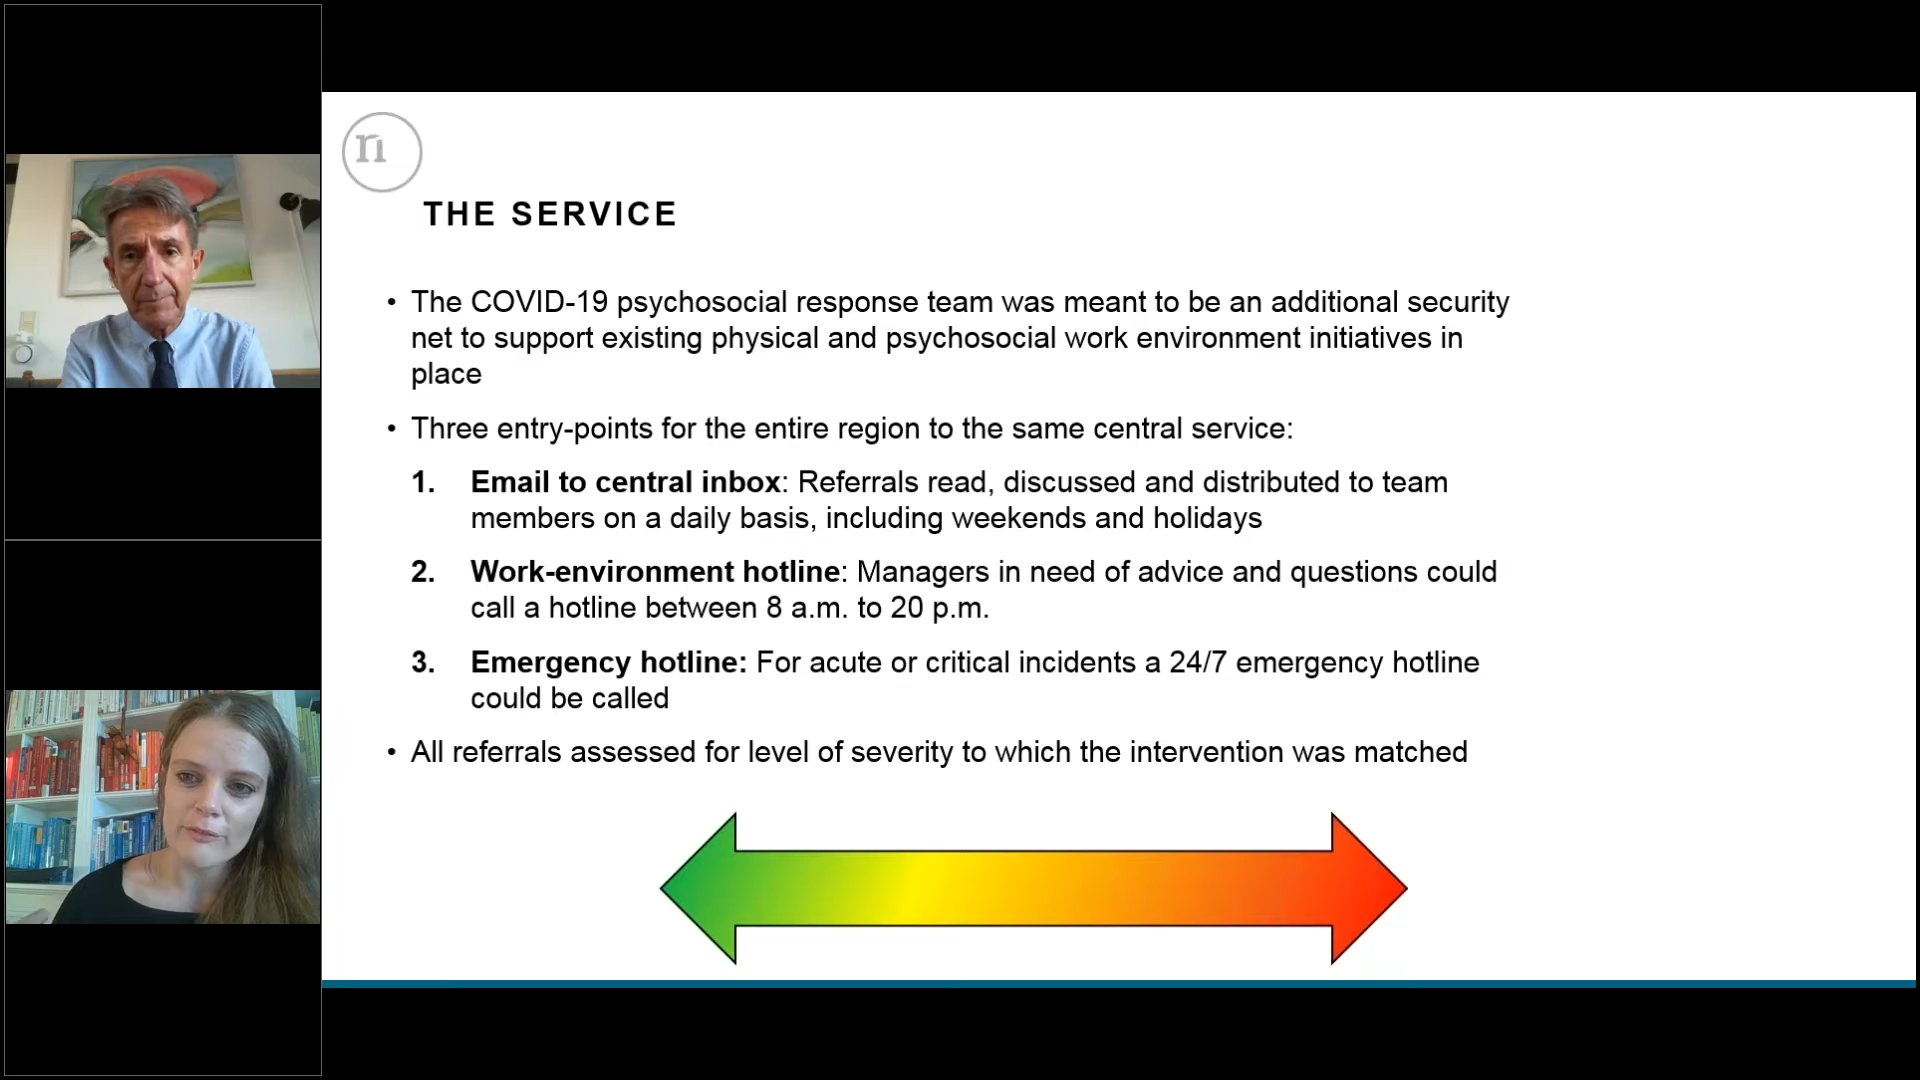 n
THE SERVICE
• The COVID-19 psychosocial response team was meant to be an additional security
net to support existing physical and psychosocial work environment initiatives in
place
• Three entry-points for the entire region to the same central service:
1. Email to central inbox: Referrals read, discussed and distributed to team
members on a daily basis, including weekends and holidays
2. Work-environment hotline: Managers in need of advice and questions could
call a hotline between 8 a.m. to 20 p.m.
3. Emergency hotline: For acute or critical incidents a 24/7 emergency hotline
could be called
• All referrals assessed for level of severity to which the intervention was matched